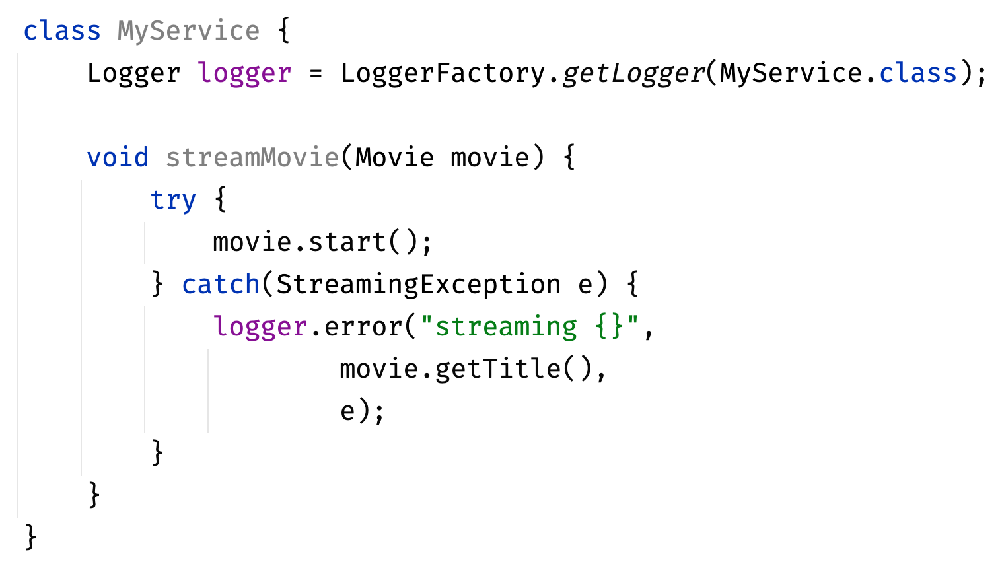 class MyService {
    Logger logger = LoggerFactory.getLogger(MyService.class);

    void streamMovie(Movie movie) {
        try {
            movie.start();
        } catch(StreamingException e) {
            logger.error("streaming {}",
                    movie.getTitle(),
                    e);
        }
    }
}